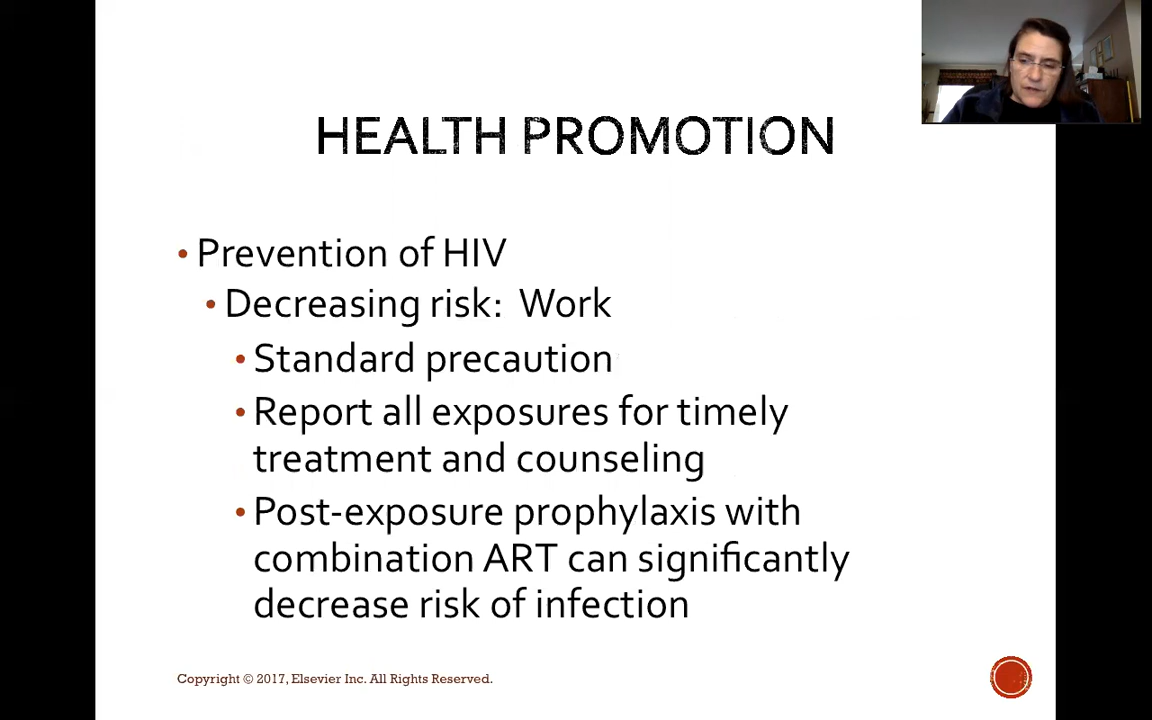 HEALTH PROMOTION
• Prevention of HIV
• Decreasing risk: Work
• Standard precaution
• Report all exposures for timely
treatment and counseling
• Post-exposure prophylaxis with
combination ART can significantly
decrease risk of infection
Copyright © 2017, Elsevier Inc. All Rights Reserved.